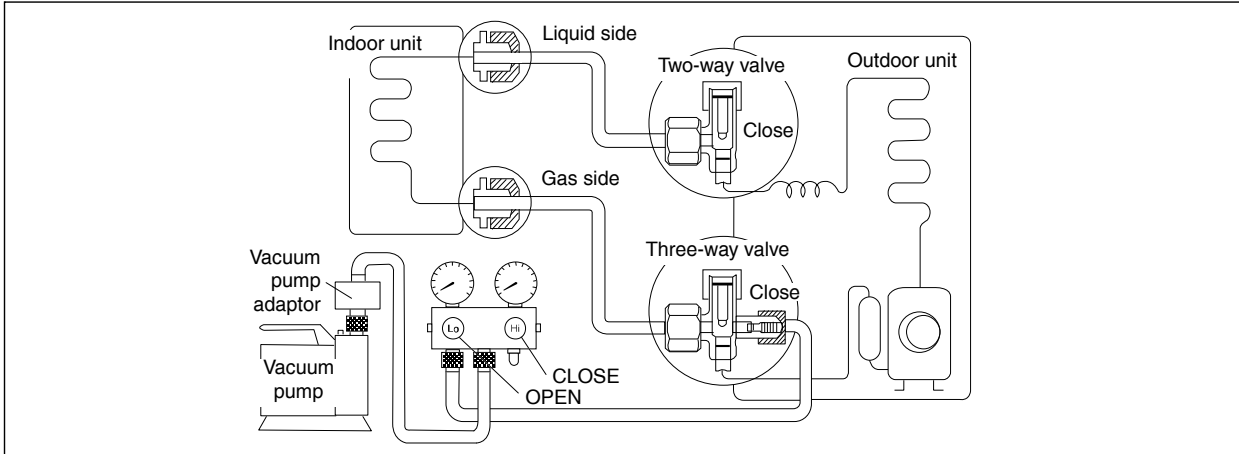 Indoor unit
Liquid side
Two-way valve
Outdoor unit
Close
Gas side
Three-way valve
Close
Vacuum
pump
adaptor
Lo
Hi
CLOSE
OPEN
Vacuum
pump